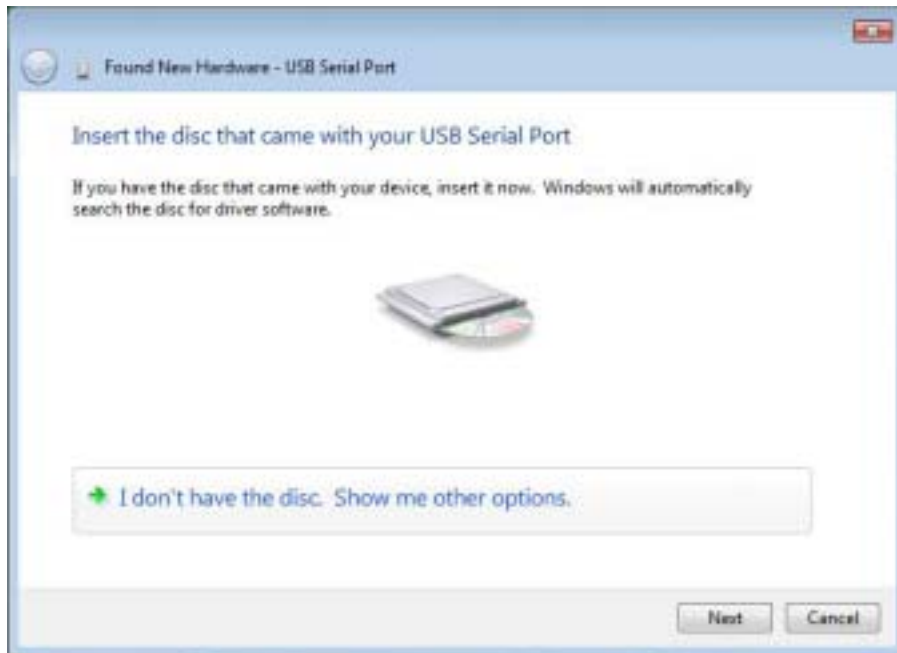 Found New Hardware - USB Serial Port
Insert the disc that came with your USB Serial Port
If you have the disc that came with your device, insert it now.  Windows will automatically
search the disc for driver software.
I don't have the disc.  Show me other options.
Next Cancel